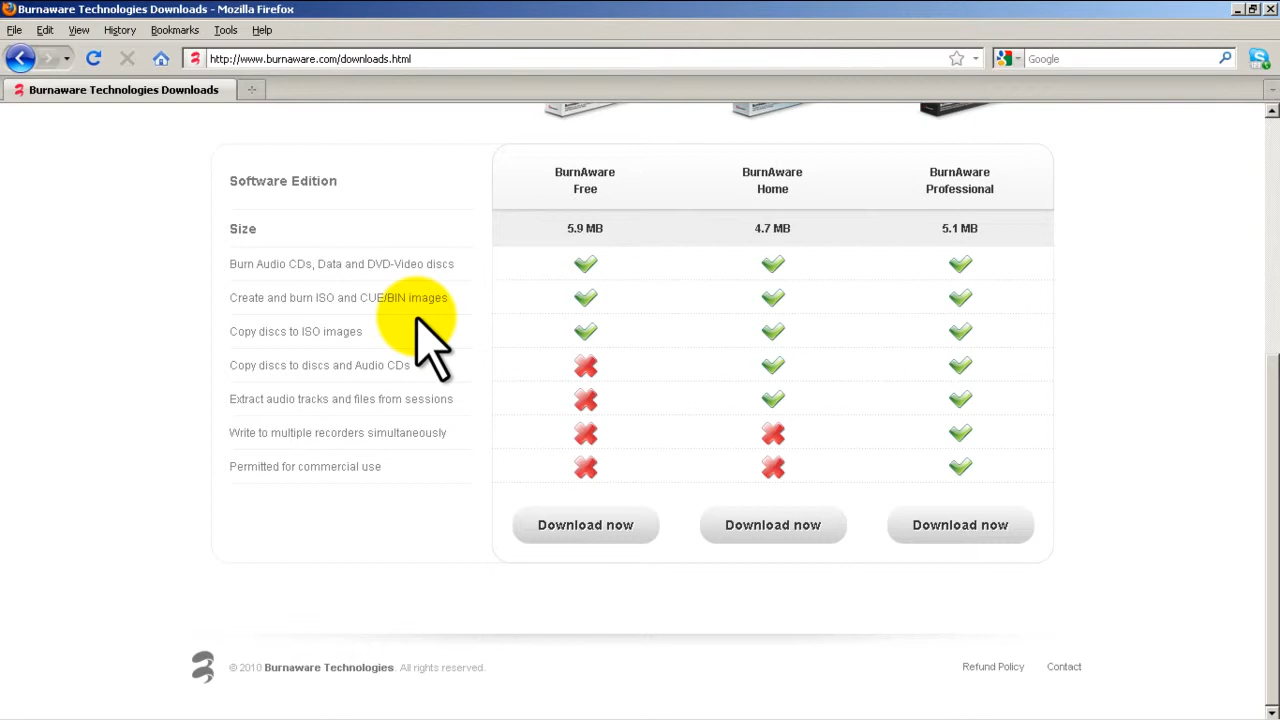 Burnaware Technologies Downloads - Mozilla Firefox
File Edit View History Bookmarks Tools Help
http://www.burnaware.com/downloads.html
Google
Burnaware Technologies Downloads
Software Edition
BurnAware Free
BurnAware Home
BurnAware Professional
Size 5.9 MB 4.7 MB 5.1 MB
Burn Audio CDs, Data and DVD-Video discs
Create and burn ISO and CUE/BIN images
Copy discs to ISO images
Copy discs to discs and Audio CDs
Extract audio tracks and files from sessions
Write to multiple recorders simultaneously
Permitted for commercial use
Download now Download now Download now
© 2010 Burnaware Technologies. All rights reserved. Refund Policy Contact